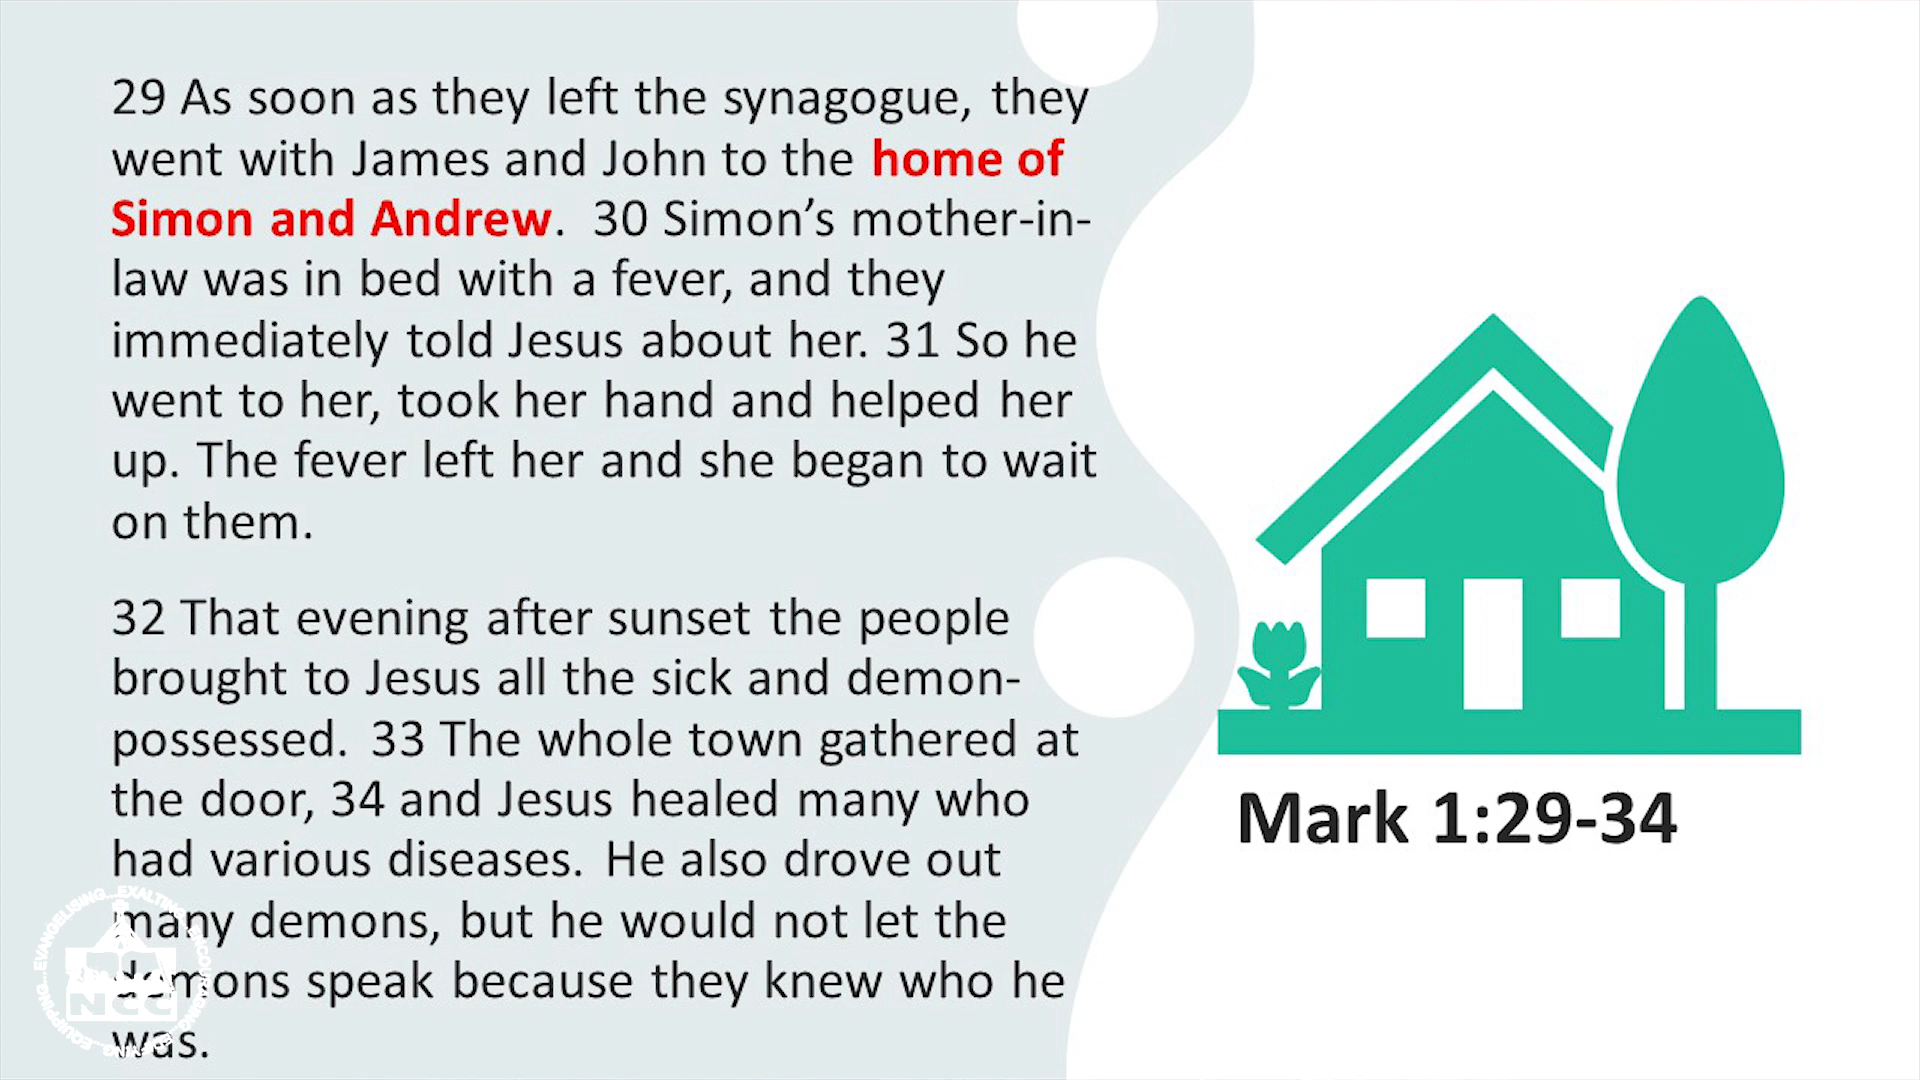 29 As soon as they left the synagogue, they
went with James and John to the home of
Simon and Andrew. 30 Simon’s mother-in-
law was in bed with a fever, and they
immediately told Jesus about her. 31 So he
went to her, took her hand and helped her
up. The fever left her and she began to wait
on them.
32 That evening after sunset the people
brought to Jesus all the sick and demon-
possessed. 33 The whole town gathered at
the door, 34 and Jesus healed many who
had various diseases. He also drove out
many demons, but he would not let the
demons speak because they knew who he
was.
Mark 1:29-34
EVANGELISING...EXALTING
EQUIPPING
NCC